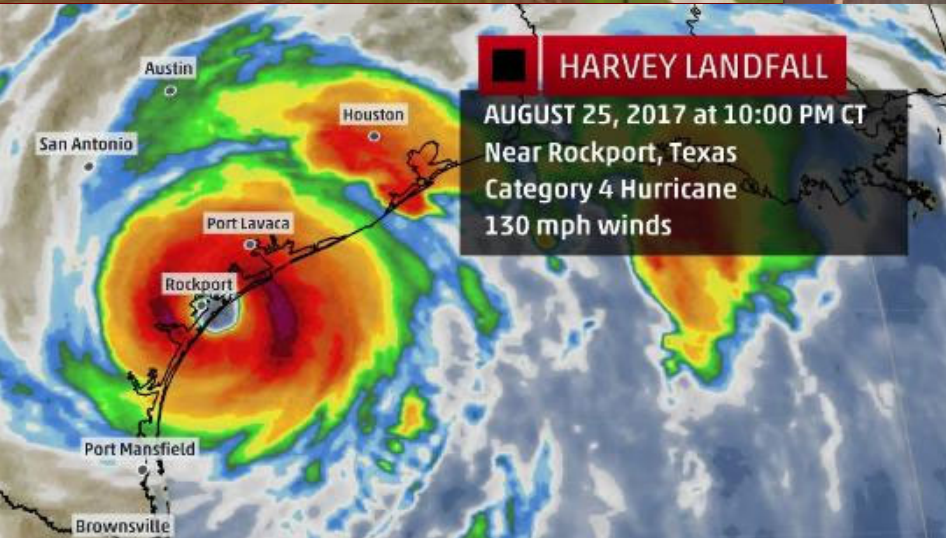 HARVEY LANDFALL
AUGUST 25, 2017 at 10:00 PM CT
Near Rockport, Texas
Category 4 Hurricane
130 mph winds
Austin
Houston
San Antonio
Port Lavaca
Rockport
Port Mansfield
Brownsville